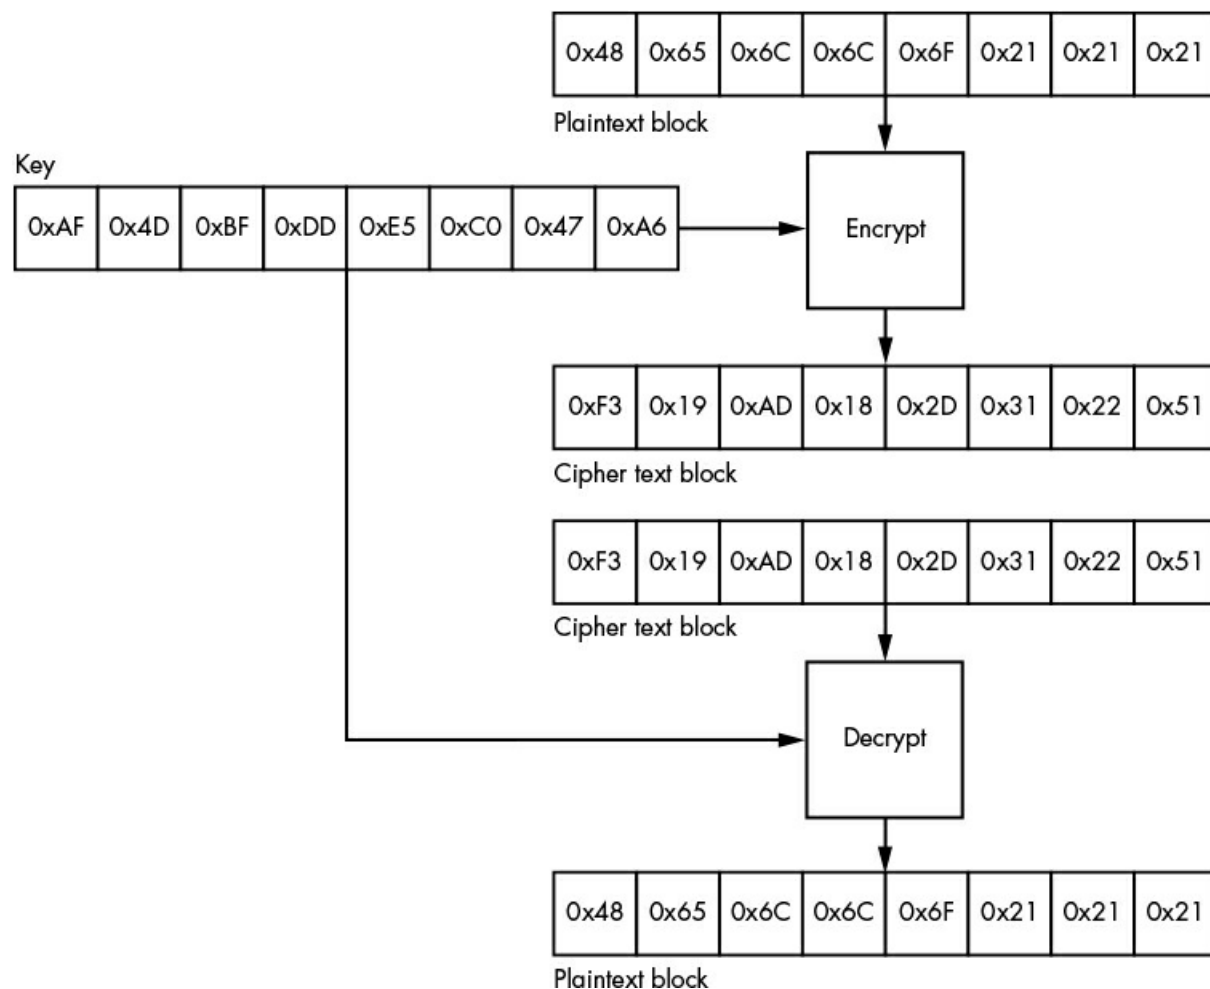 0x48 0x65 0x6C 0x6C 0x6F 0x21 0x21 0x21
Plaintext block
Key
0xAF 0x4D 0xBF 0xDD 0xE5 0xC0 0x47 0xA6
Encrypt
0xF3 0x19 0xAD 0x18 0x2D 0x31 0x22 0x51
Cipher text block
0xF3 0x19 0xAD 0x18 0x2D 0x31 0x22 0x51
Cipher text block
Decrypt
0x48 0x65 0x6C 0x6C 0x6F 0x21 0x21 0x21
Plaintext block